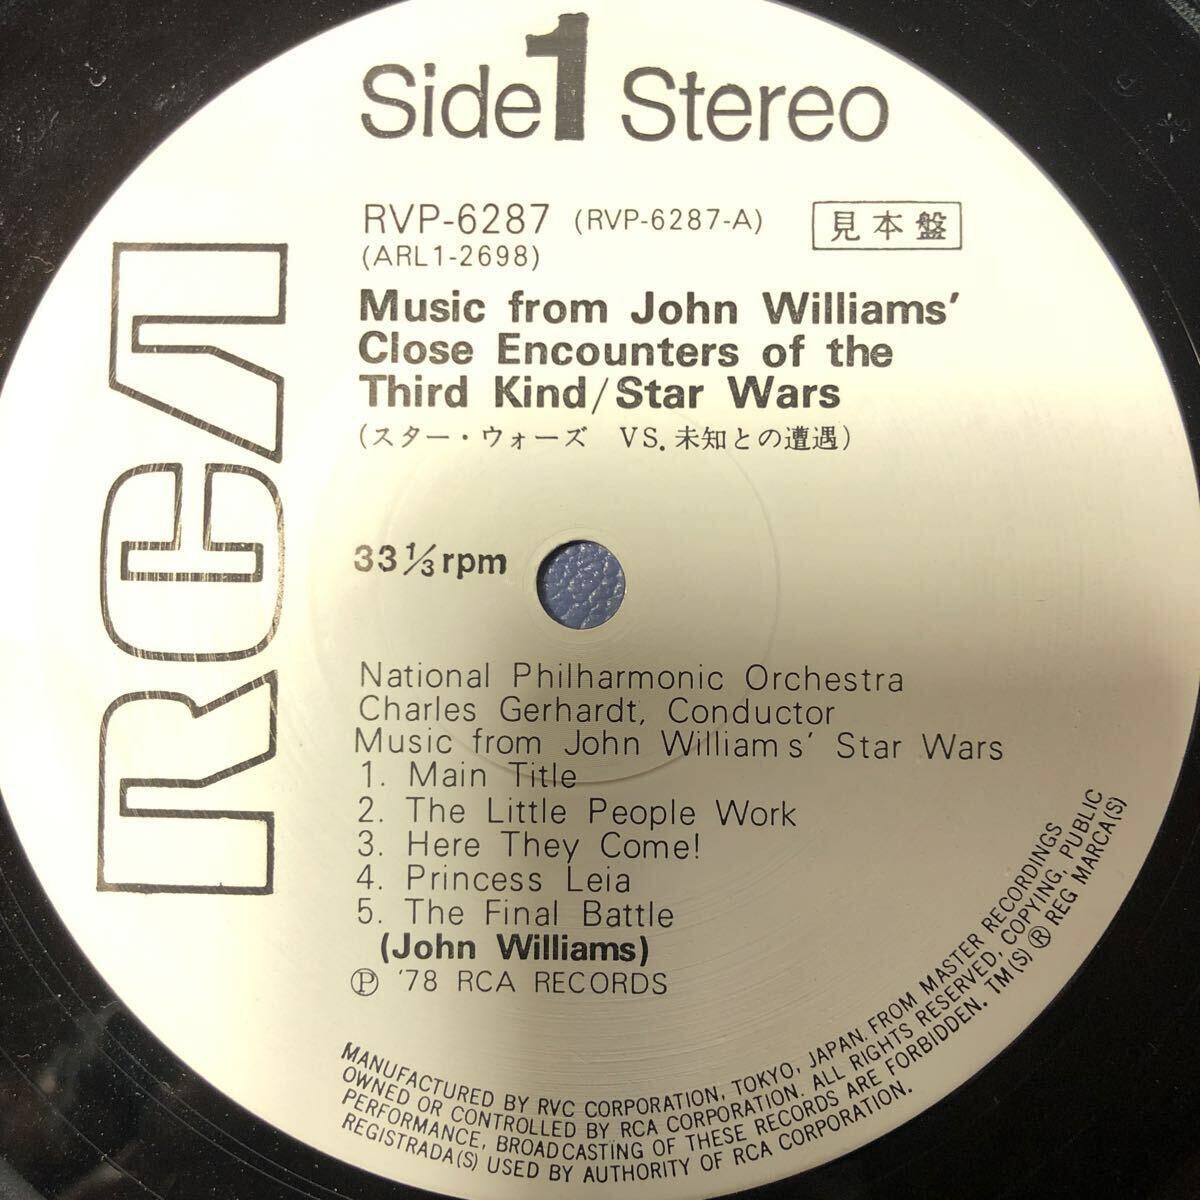 Side 1 Stereo
RVP-6287 (RVP-6287-A) 見本盤
(ARL1-2698)
Music from John Williams'
Close Encounters of the
Third Kind/Star Wars
(スター・ウォーズ VS.未知との遭遇)
RCA
33⅓ rpm
National Philharmonic Orchestra
Charles Gerhardt, Conductor
Music from John Williams' Star Wars
1. Main Title
2. The Little People Work
3. Here They Come!
4. Princess Leia
5. The Final Battle
(John Williams)
Ⓟ '78 RCA RECORDS
MANUFACTURED BY RVC CORPORATION, TOKYO, JAPAN. FROM MASTER RECORDINGS
OWNED OR CONTROLLED BY RCA CORPORATION. ALL RIGHTS RESERVED, COPYING, PUBLIC
PERFORMANCE, BROADCASTING OF THESE RECORDS ARE FORBIDDEN. TM(S) ® REG MARCA(S)
REGISTRADA(S) USED BY AUTHORITY OF RCA CORPORATION.